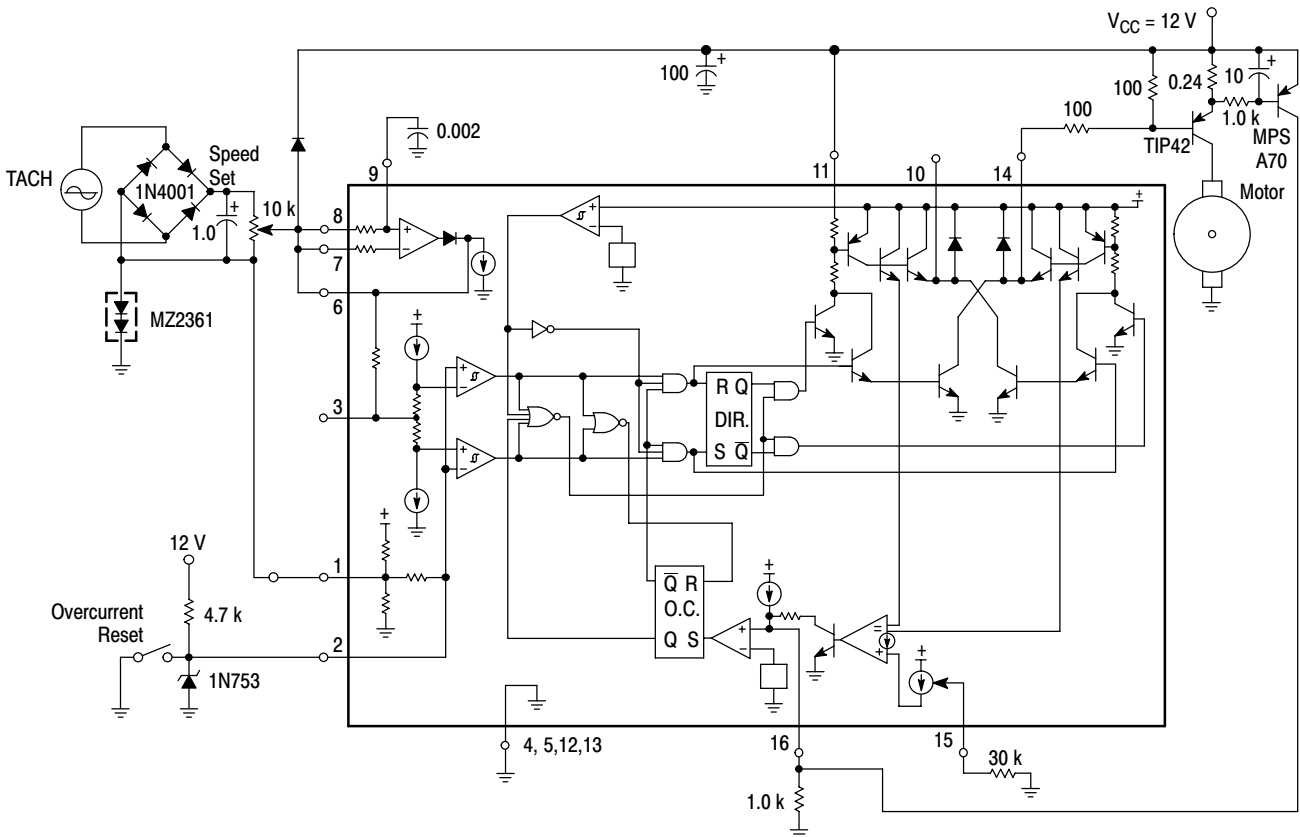 V_CC = 12 V
100
+
100
0.24
10
+
1.0 k
TIP42
MPS
A70
Motor
100
0.002
9
11
10
14
TACH
1N4001
Speed
Set
1.0
+
10 k
8
7
6
3
+
-
MZ2361
+
+
-
+
-
+
-
+
R Q
DIR.
S Q̅
12 V
4.7 k
Overcurrent
Reset
1N753
1
2
+
Q̅ R
O.C.
Q S
+
-
+
=
+
+
4, 5,12,13
16
15
30 k
1.0 k